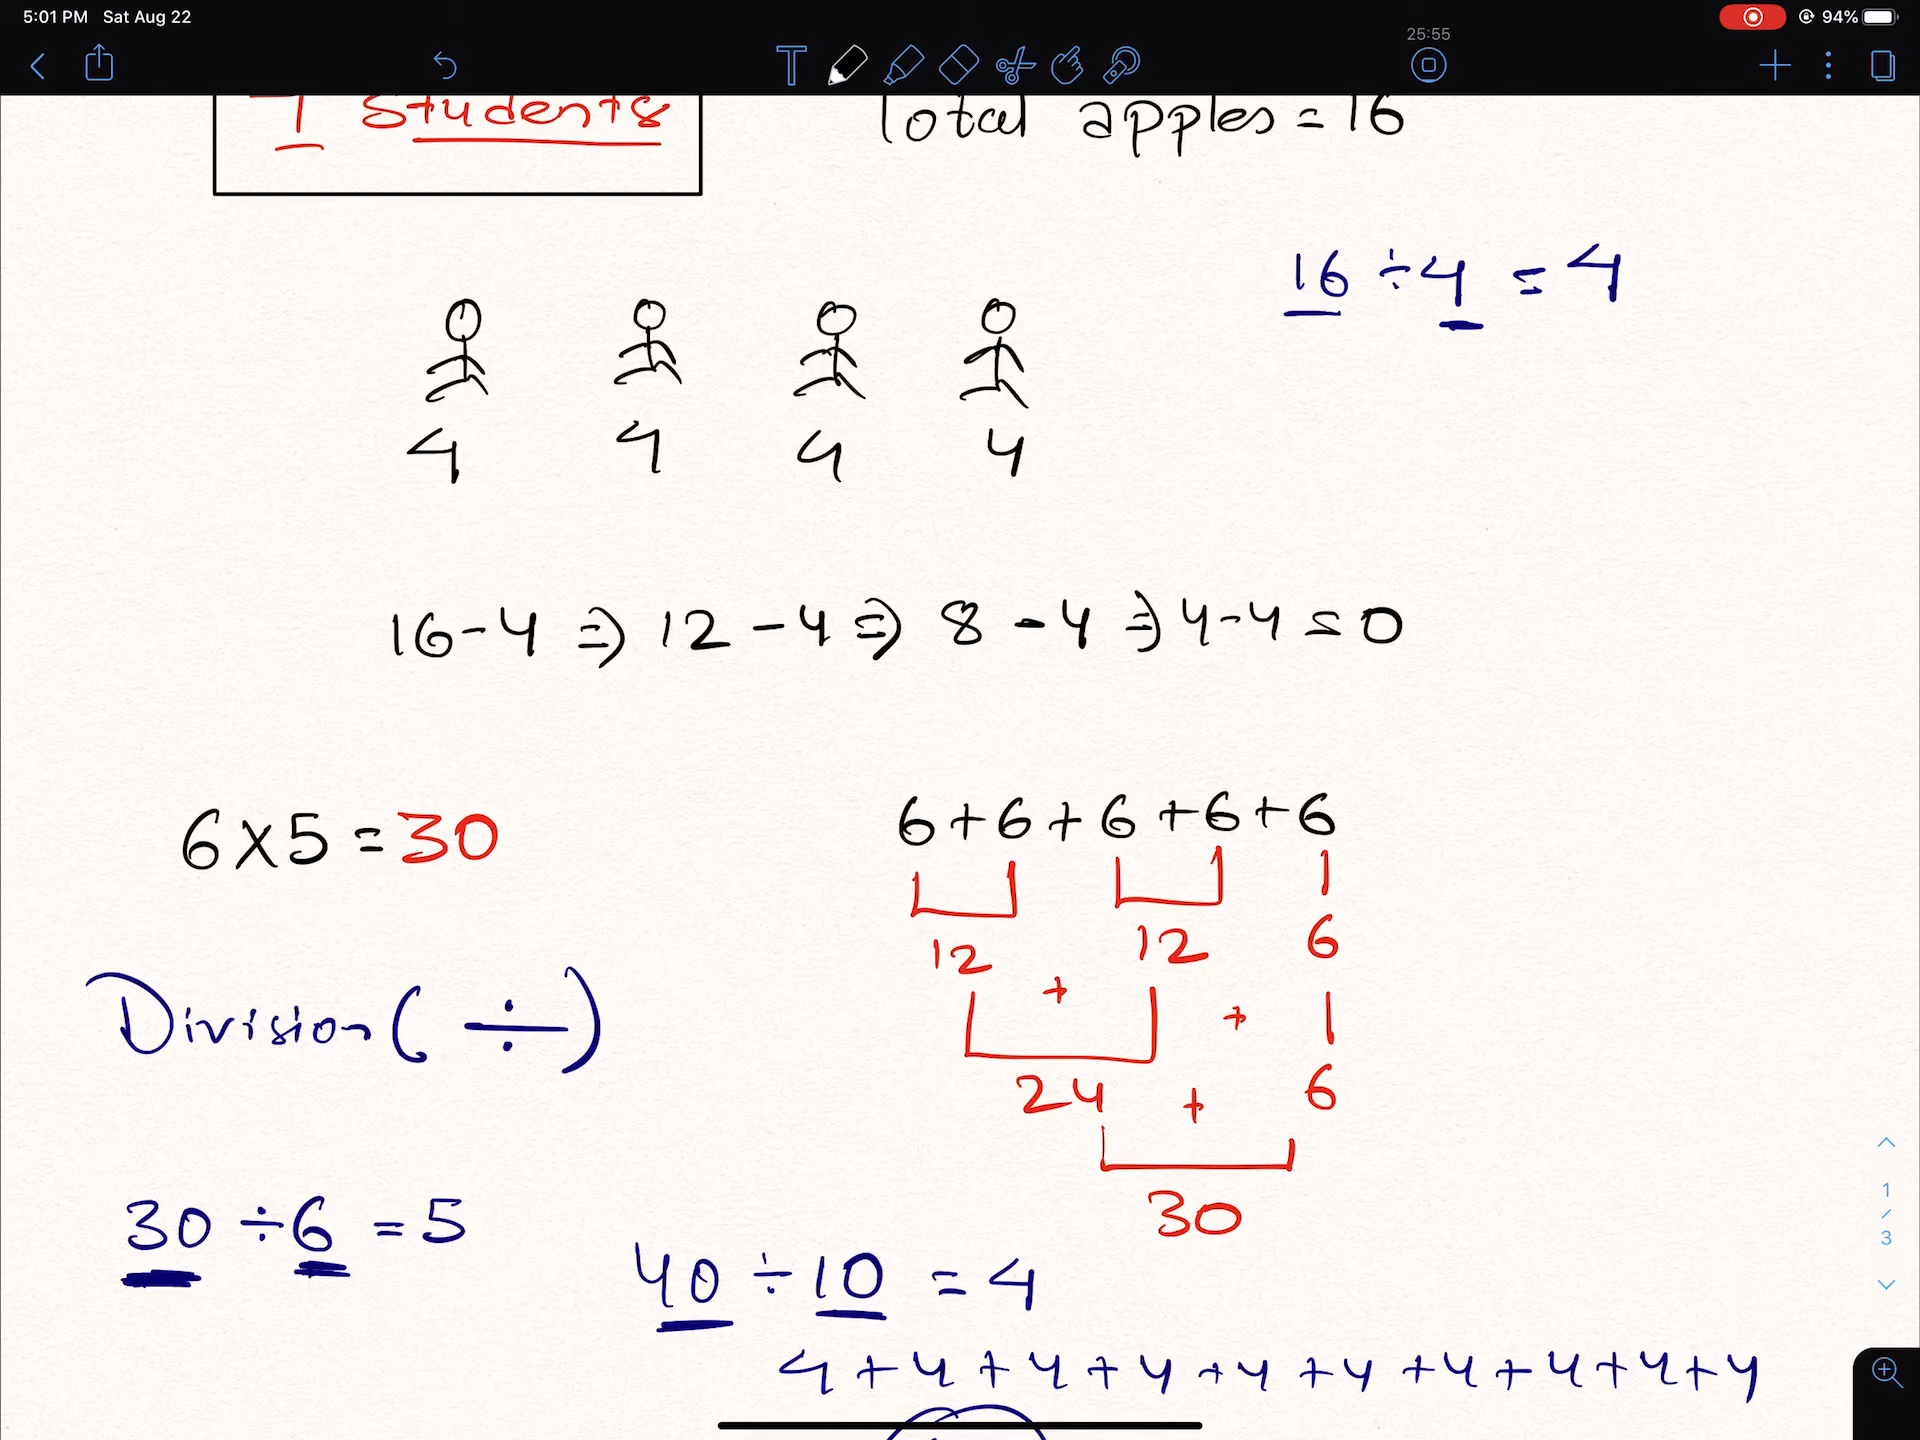 5:01 PM Sat Aug 22
94%
25:55
Students
Total apples = 16
16 ÷ 4 = 4
4 4 4 4
16 - 4 ⇒ 12 - 4 ⇒ 8 - 4 ⇒ 4 - 4 = 0
6 + 6 + 6 + 6 + 6
6 x 5 = 30
12 12 6
+
Division ( ÷ )
+
6
24 +
30
30 ÷ 6 = 5
40 ÷ 10 = 4
4 + 4 + 4 + 4 + 4 + 4 + 4 + 4 + 4 + 4
1
/
3